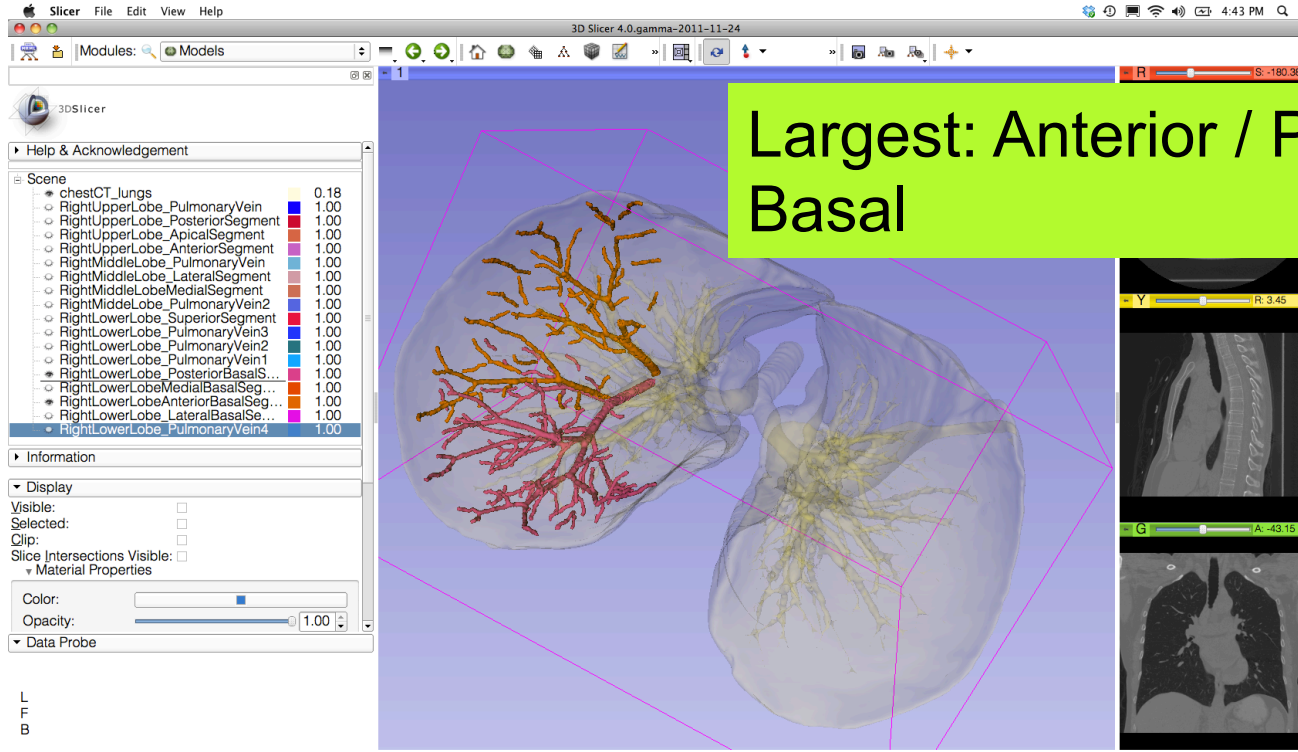 Slicer File Edit View Help
4:43 PM
3D Slicer 4.0.gamma-2011-11-24
Modules: Models
1
R S: -180.38
3DSlicer
Largest: Anterior / P
Basal
Help & Acknowledgement
Scene
chestCT_lungs 0.18
RightUpperLobe_PulmonaryVein 1.00
RightUpperLobe_PosteriorSegment 1.00
RightUpperLobe_ApicalSegment 1.00
RightUpperLobe_AnteriorSegment 1.00
RightMiddleLobe_PulmonaryVein 1.00
RightMiddleLobe_LateralSegment 1.00
RightMiddeLobeMedialSegment 1.00
RightMiddeLobe_PulmonaryVein2 1.00
RightLowerLobe_SuperiorSegment 1.00
RightLowerLobe_PulmonaryVein3 1.00
RightLowerLobe_PulmonaryVein2 1.00
RightLowerLobe_PulmonaryVein1 1.00
RightLowerLobe_PosteriorBasalS... 1.00
RightLowerLobeMedialBasalSeg... 1.00
RightLowerLobeAnteriorBasalSeg... 1.00
RightLowerLobe_LateralBasalSe... 1.00
RightLowerLobe_PulmonaryVein4 1.00
Y R: 3.45
Information
Display
Visible:
Selected:
Clip:
Slice Intersections Visible:
Material Properties
Color:
Opacity: 1.00
G A: -43.15
Data Probe
L
F
B